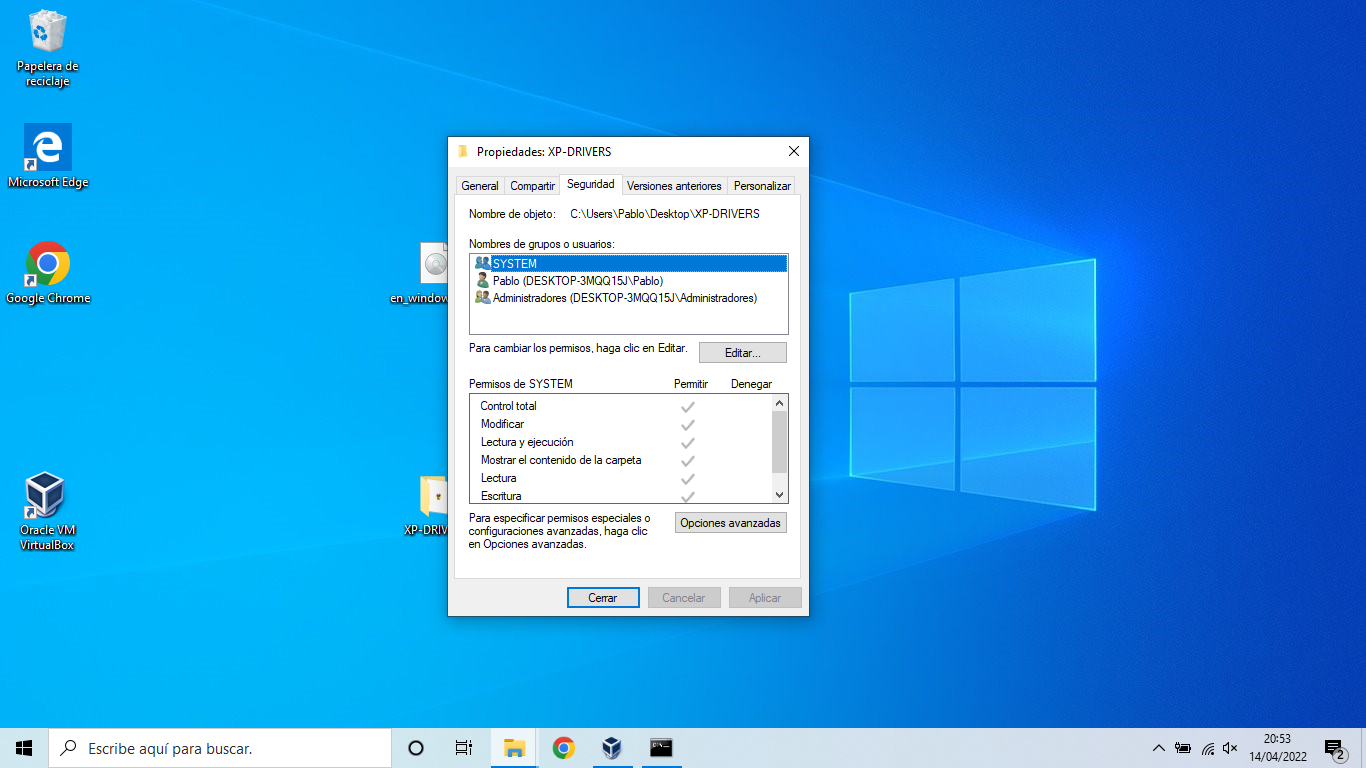 Papelera de
reciclaje
Microsoft Edge
Google Chrome
Oracle VM
VirtualBox
en_window
XP-DRIV
Propiedades: XP-DRIVERS
General
Compartir
Seguridad
Versiones anteriores
Personalizar
Nombre de objeto: C:\Users\Pablo\Desktop\XP-DRIVERS
Nombres de grupos o usuarios:
SYSTEM
Pablo (DESKTOP-3MQQ15J\Pablo)
Administradores (DESKTOP-3MQQ15J\Administradores)
Para cambiar los permisos, haga clic en Editar.
Editar...
Permisos de SYSTEM Permitir Denegar
Control total
Modificar
Lectura y ejecución
Mostrar el contenido de la carpeta
Lectura
Escritura
Para especificar permisos especiales o
configuraciones avanzadas, haga clic
en Opciones avanzadas.
Opciones avanzadas
Cerrar
Cancelar
Aplicar
Escribe aquí para buscar.
20:53
14/04/2022
2